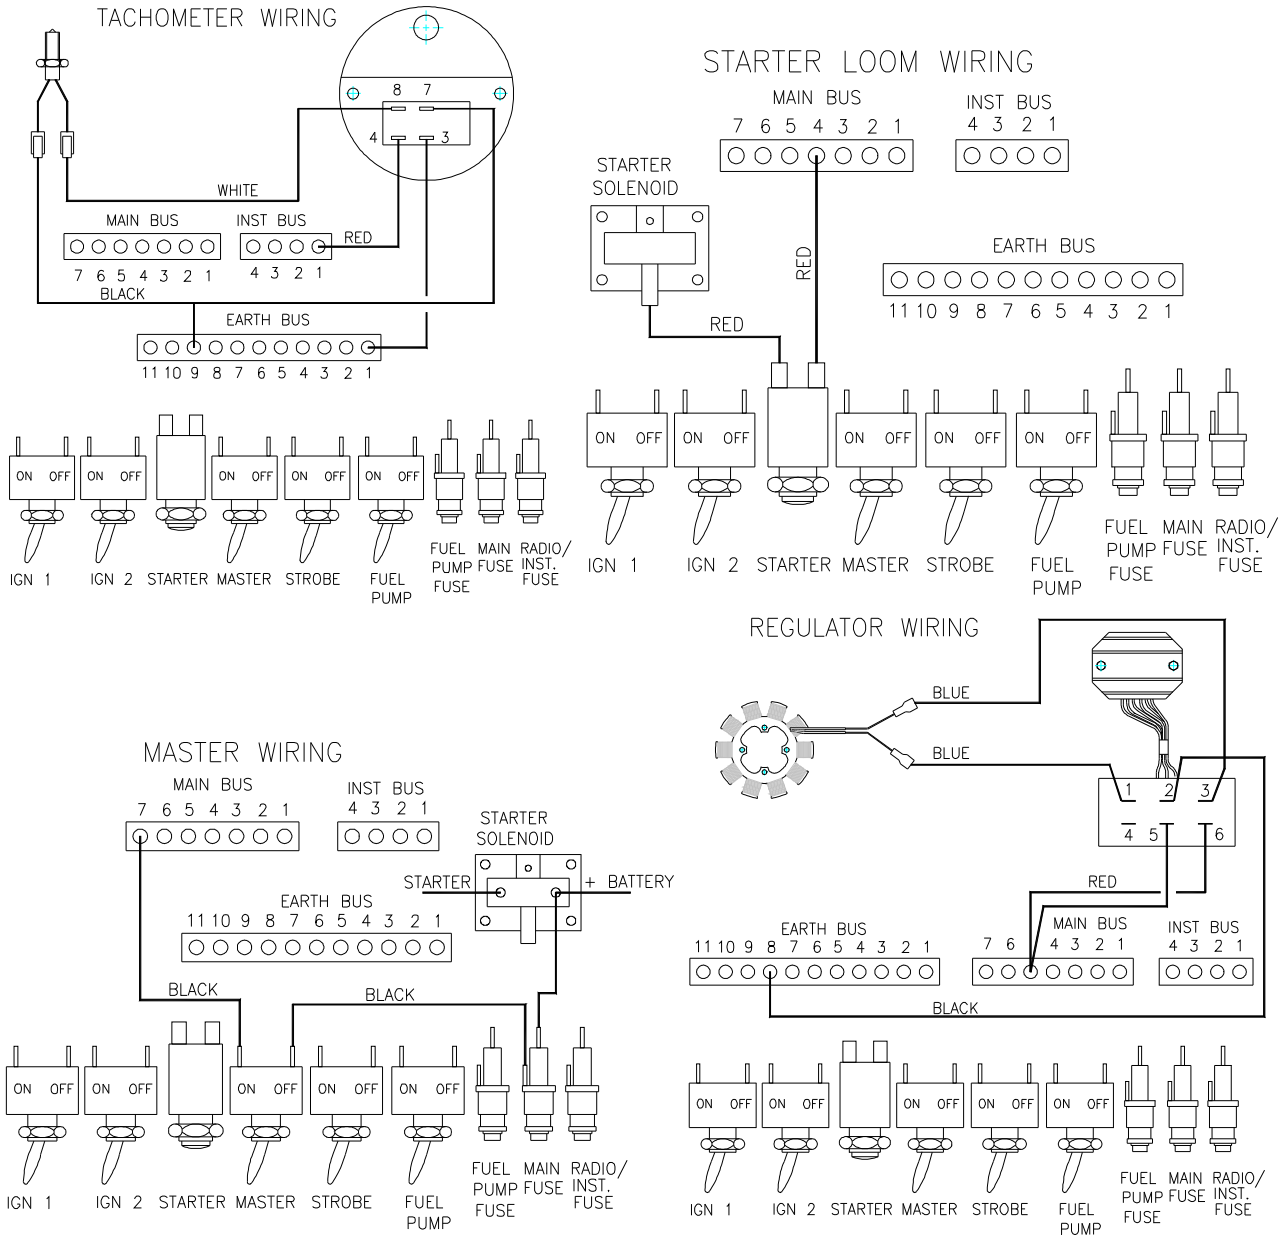 TACHOMETER WIRING
8 7
4 3
WHITE
MAIN BUS
INST BUS
RED
7 6 5 4 3 2 1
4 3 2 1
BLACK
EARTH BUS
11 10 9 8 7 6 5 4 3 2 1
ON OFF
ON OFF
ON OFF
ON OFF
ON OFF
IGN 1
IGN 2
STARTER
MASTER
STROBE
FUEL
PUMP
FUEL
PUMP
FUSE
MAIN
FUSE
RADIO/
INST.
FUSE
STARTER LOOM WIRING
MAIN BUS
7 6 5 4 3 2 1
INST BUS
4 3 2 1
STARTER
SOLENOID
RED
EARTH BUS
11 10 9 8 7 6 5 4 3 2 1
RED
ON OFF
ON OFF
ON OFF
ON OFF
ON OFF
IGN 1
IGN 2
STARTER
MASTER
STROBE
FUEL
PUMP
FUEL
PUMP
FUSE
MAIN
FUSE
RADIO/
INST.
FUSE
MASTER WIRING
MAIN BUS
7 6 5 4 3 2 1
INST BUS
4 3 2 1
STARTER
SOLENOID
STARTER
+ BATTERY
EARTH BUS
11 10 9 8 7 6 5 4 3 2 1
BLACK
BLACK
ON OFF
ON OFF
ON OFF
ON OFF
ON OFF
IGN 1
IGN 2
STARTER
MASTER
STROBE
FUEL
PUMP
FUEL
PUMP
FUSE
MAIN
FUSE
RADIO/
INST.
FUSE
REGULATOR WIRING
BLUE
BLUE
1 2 3
4 5 6
RED
EARTH BUS
11 10 9 8 7 6 5 4 3 2 1
MAIN BUS
7 6 4 3 2 1
INST BUS
4 3 2 1
BLACK
ON OFF
ON OFF
ON OFF
ON OFF
ON OFF
IGN 1
IGN 2
STARTER
MASTER
STROBE
FUEL
PUMP
FUEL
PUMP
FUSE
MAIN
FUSE
RADIO/
INST.
FUSE